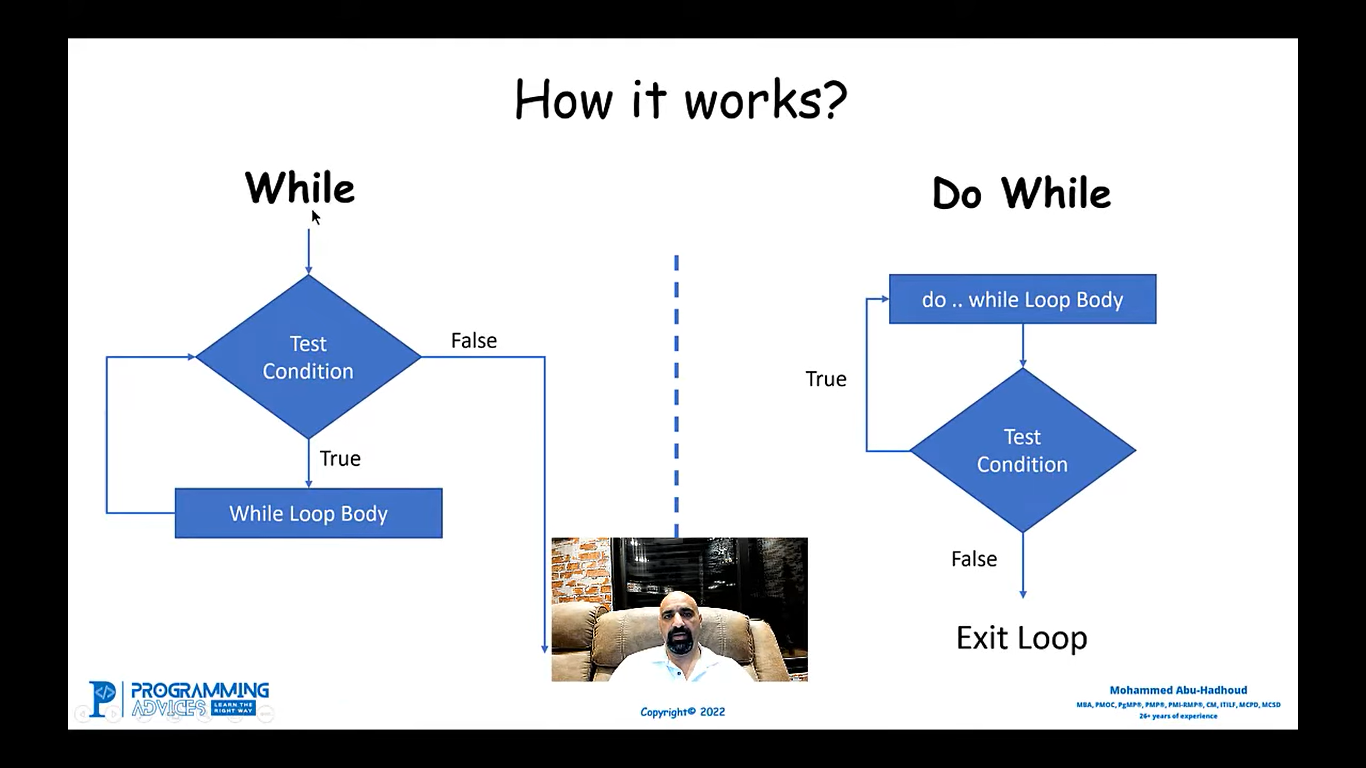 How it works?
While
Test
Condition
False
True
While Loop Body
Do While
do .. while Loop Body
True
Test
Condition
False
Exit Loop
PROGRAMMING
ADVICES
LEARN THE
RIGHT WAY
Copyright© 2022
Mohammed Abu-Hadhoud
MBA, PMOC, PgMP®, PMP®, PMI-RMP®, CM, ITILF, MCPD, MCSD
26+ years of experience